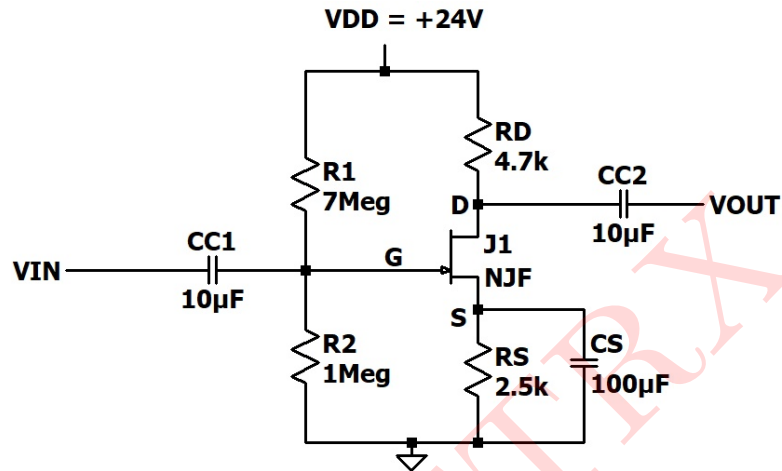 VDD = +24V
RD
4.7k
R1
7Meg
CC2
10µF
VOUT
D
J1
NJF
CC1
10µF
VIN
G
S
R2
1Meg
RS
2.5k
CS
100µF
TRX